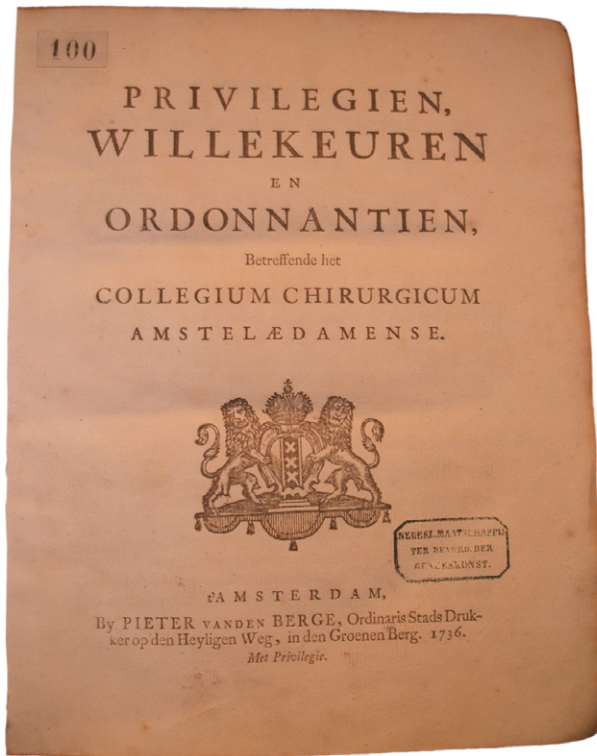 100
PRIVILEGIEN,
WILLEKEUREN
EN
ORDONNANTIEN,
Betreffende het
COLLEGIUM CHIRURGICUM
AMSTELÆDAMENSE.
NEDERL. MAATSCHAPPIJ
TER BEVORD. DER
GENEESKUNST.
t'AMSTERDAM,
By PIETER VANDEN BERGE, Ordinaris Stads Druk-
ker op den Heyligen Weg, in den Groenen Berg. 1736.
Met Privilegie.